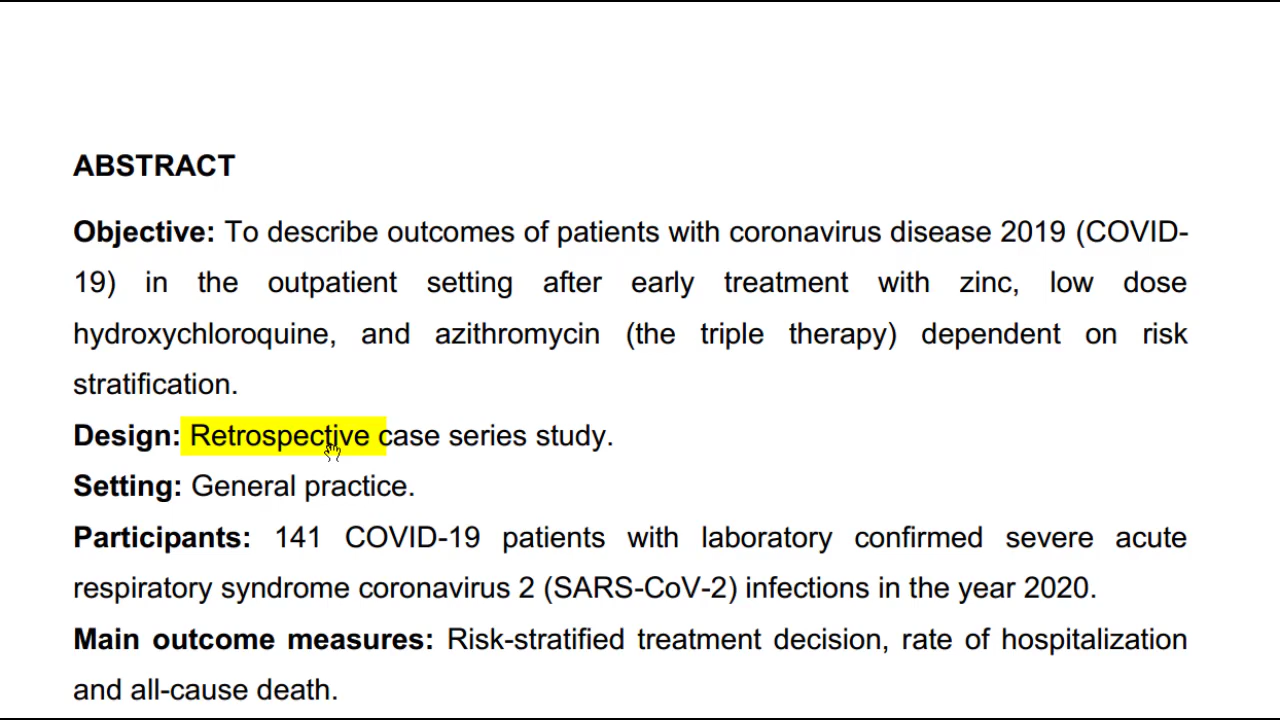 ABSTRACT
Objective: To describe outcomes of patients with coronavirus disease 2019 (COVID-
19) in the outpatient setting after early treatment with zinc, low dose
hydroxychloroquine, and azithromycin (the triple therapy) dependent on risk
stratification.
Design: Retrospective case series study.
Setting: General practice.
Participants: 141 COVID-19 patients with laboratory confirmed severe acute
respiratory syndrome coronavirus 2 (SARS-CoV-2) infections in the year 2020.
Main outcome measures: Risk-stratified treatment decision, rate of hospitalization
and all-cause death.